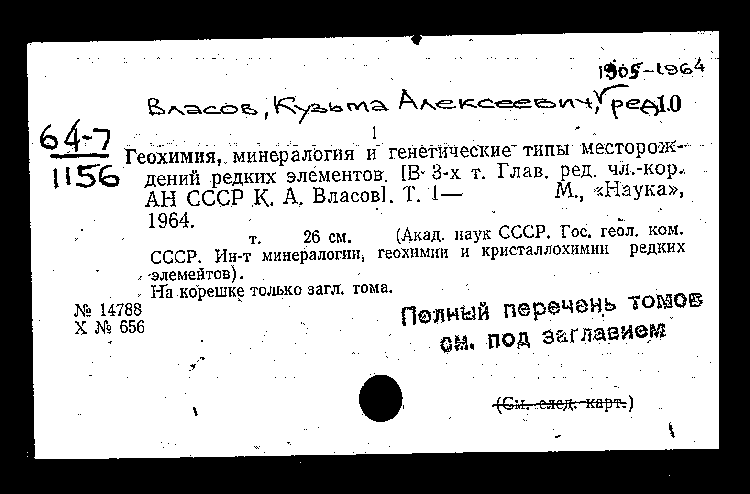 1905-1964
Власов, Кузьма Алексеевич, ред.
1
64-7
1156
Геохимия, минералогия и генетические типы месторож-
дений редких элементов. [В 3-х т. Глав. ред. чл.-кор.
АН СССР К. А. Власов]. Т. 1— М., «Наука»,
1964.
т. 26 см. (Акад. наук СССР. Гос. геол. ком.
СССР. Ин-т минералогии, геохимии и кристаллохимии редких
элементов).
На корешке только загл. тома.
№ 14788
X № 656
Полный перечень томов
см. под заглавием
(См. след. карт.)